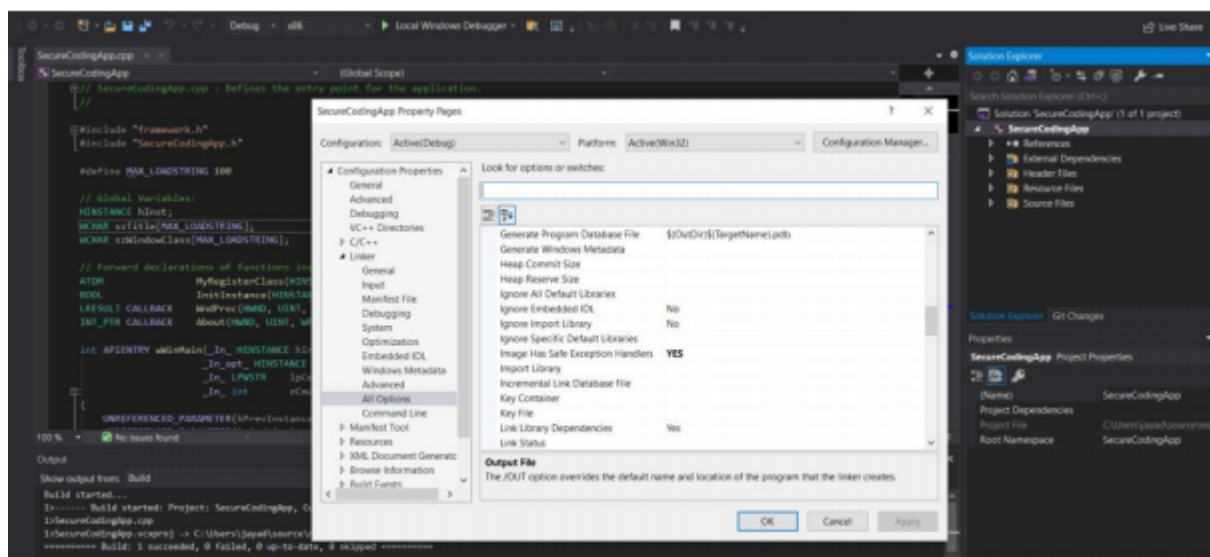 Debug
x86
Local Windows Debugger
Live Share
Toolbox
SecureCodingApp.cpp
SecureCodingApp
(Global Scope)
// SecureCodingApp.cpp : Defines the entry point for the application.
//
#include "framework.h"
#include "SecureCodingApp.h"
#define MAX_LOADSTRING 100
// Global Variables:
HINSTANCE hInst;
WCHAR szTitle[MAX_LOADSTRING];
WCHAR szWindowClass[MAX_LOADSTRING];
// Forward declarations of functions
ATOM MyRegisterClass(
BOOL InitInstance(
LRESULT CALLBACK WndProc(HWND, UINT,
INT_PTR CALLBACK About(HWND, UINT,
int APIENTRY wWinMain(_In_ HINSTANCE
_In_opt_ HINSTANCE
_In_ LPWSTR
_In_ int
{
UNREFERENCED_PARAMETER(hPrevInstance
100 %
No issues found
Output
Show output from: Build
Build started...
1>------ Build started: Project: SecureCodingApp,
1>SecureCodingApp.cpp
1>SecureCodingApp.vcxproj -> C:\Users\jayad\source\
========== Build: 1 succeeded, 0 failed, 0 up-to-date, 0 skipped ==========
SecureCodingApp Property Pages
? ×
Configuration: Active(Debug)
Platform: Active(Win32)
Configuration Manager...
Configuration Properties
General
Advanced
Debugging
VC++ Directories
C/C++
Linker
General
Input
Manifest File
Debugging
System
Optimization
Embedded IDL
Windows Metadata
Advanced
All Options
Command Line
Manifest Tool
Resources
XML Document Generatc
Browse Information
Build Events
Look for options or switches:
Generate Program Database File $(OutDir)$(TargetName).pdb
Generate Windows Metadata
Heap Commit Size
Heap Reserve Size
Ignore All Default Libraries
Ignore Embedded IDL No
Ignore Import Library No
Ignore Specific Default Libraries
Image Has Safe Exception Handlers YES
Import Library
Incremental Link Database File
Key Container
Key File
Link Library Dependencies Yes
Link Status
Output File
The /OUT option overrides the default name and location of the program that the linker creates.
OK
Cancel
Apply
Solution Explorer
Search Solution Explorer (Ctrl+;)
Solution 'SecureCodingApp' (1 of 1 project)
SecureCodingApp
References
External Dependencies
Header Files
Resource Files
Source Files
Solution Explorer
Git Changes
Properties
SecureCodingApp Project Properties
(Name) SecureCodingApp
Project Dependencies
Project File C:\Users\jayad\source\
Root Namespace SecureCodingApp